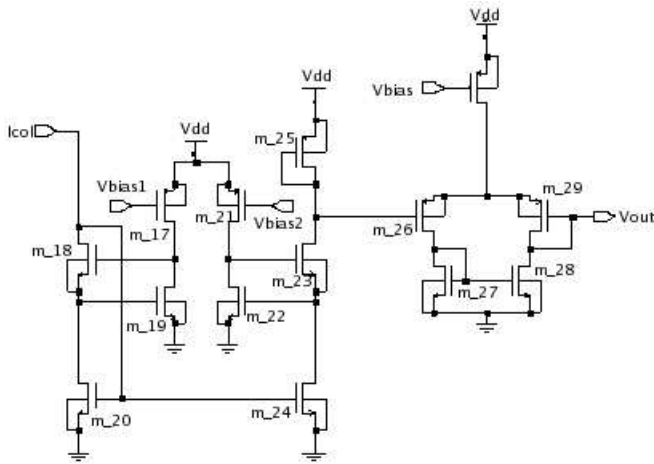 Vdd
Vbias
Vdd
Icol
m_25
Vdd
Vbias1
m_29
m_21
Vbias2
Vout
m_17
m_26
m_18
m_23
m_28
m_27
m_19
m_22
m_20
m_24